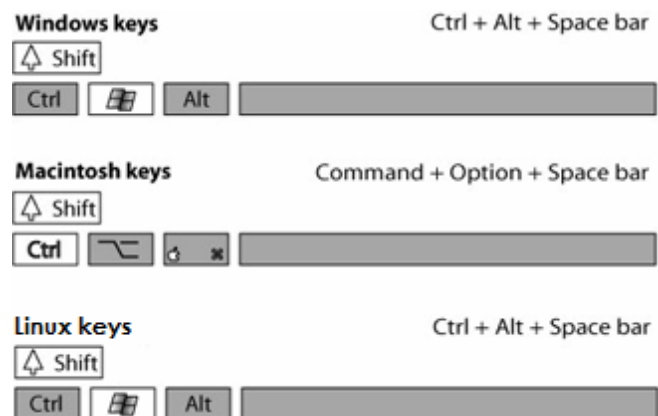 Windows keys Ctrl + Alt + Space bar
Shift
Ctrl Alt
Macintosh keys Command + Option + Space bar
Shift
Ctrl ⌥ ⌘
Linux keys Ctrl + Alt + Space bar
Shift
Ctrl Alt